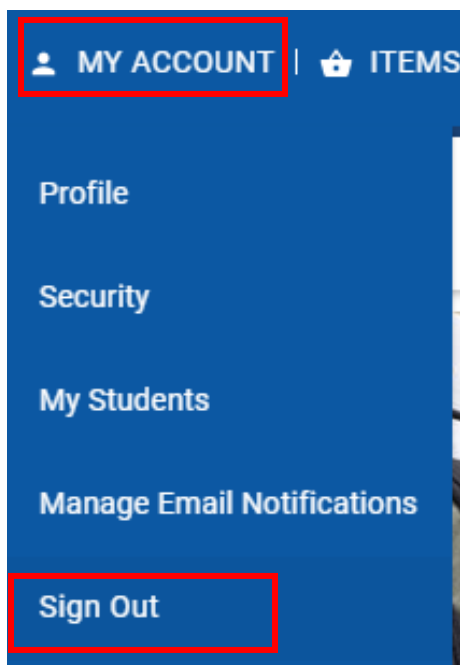 MY ACCOUNT | ITEMS
Profile
Security
My Students
Manage Email Notifications
Sign Out